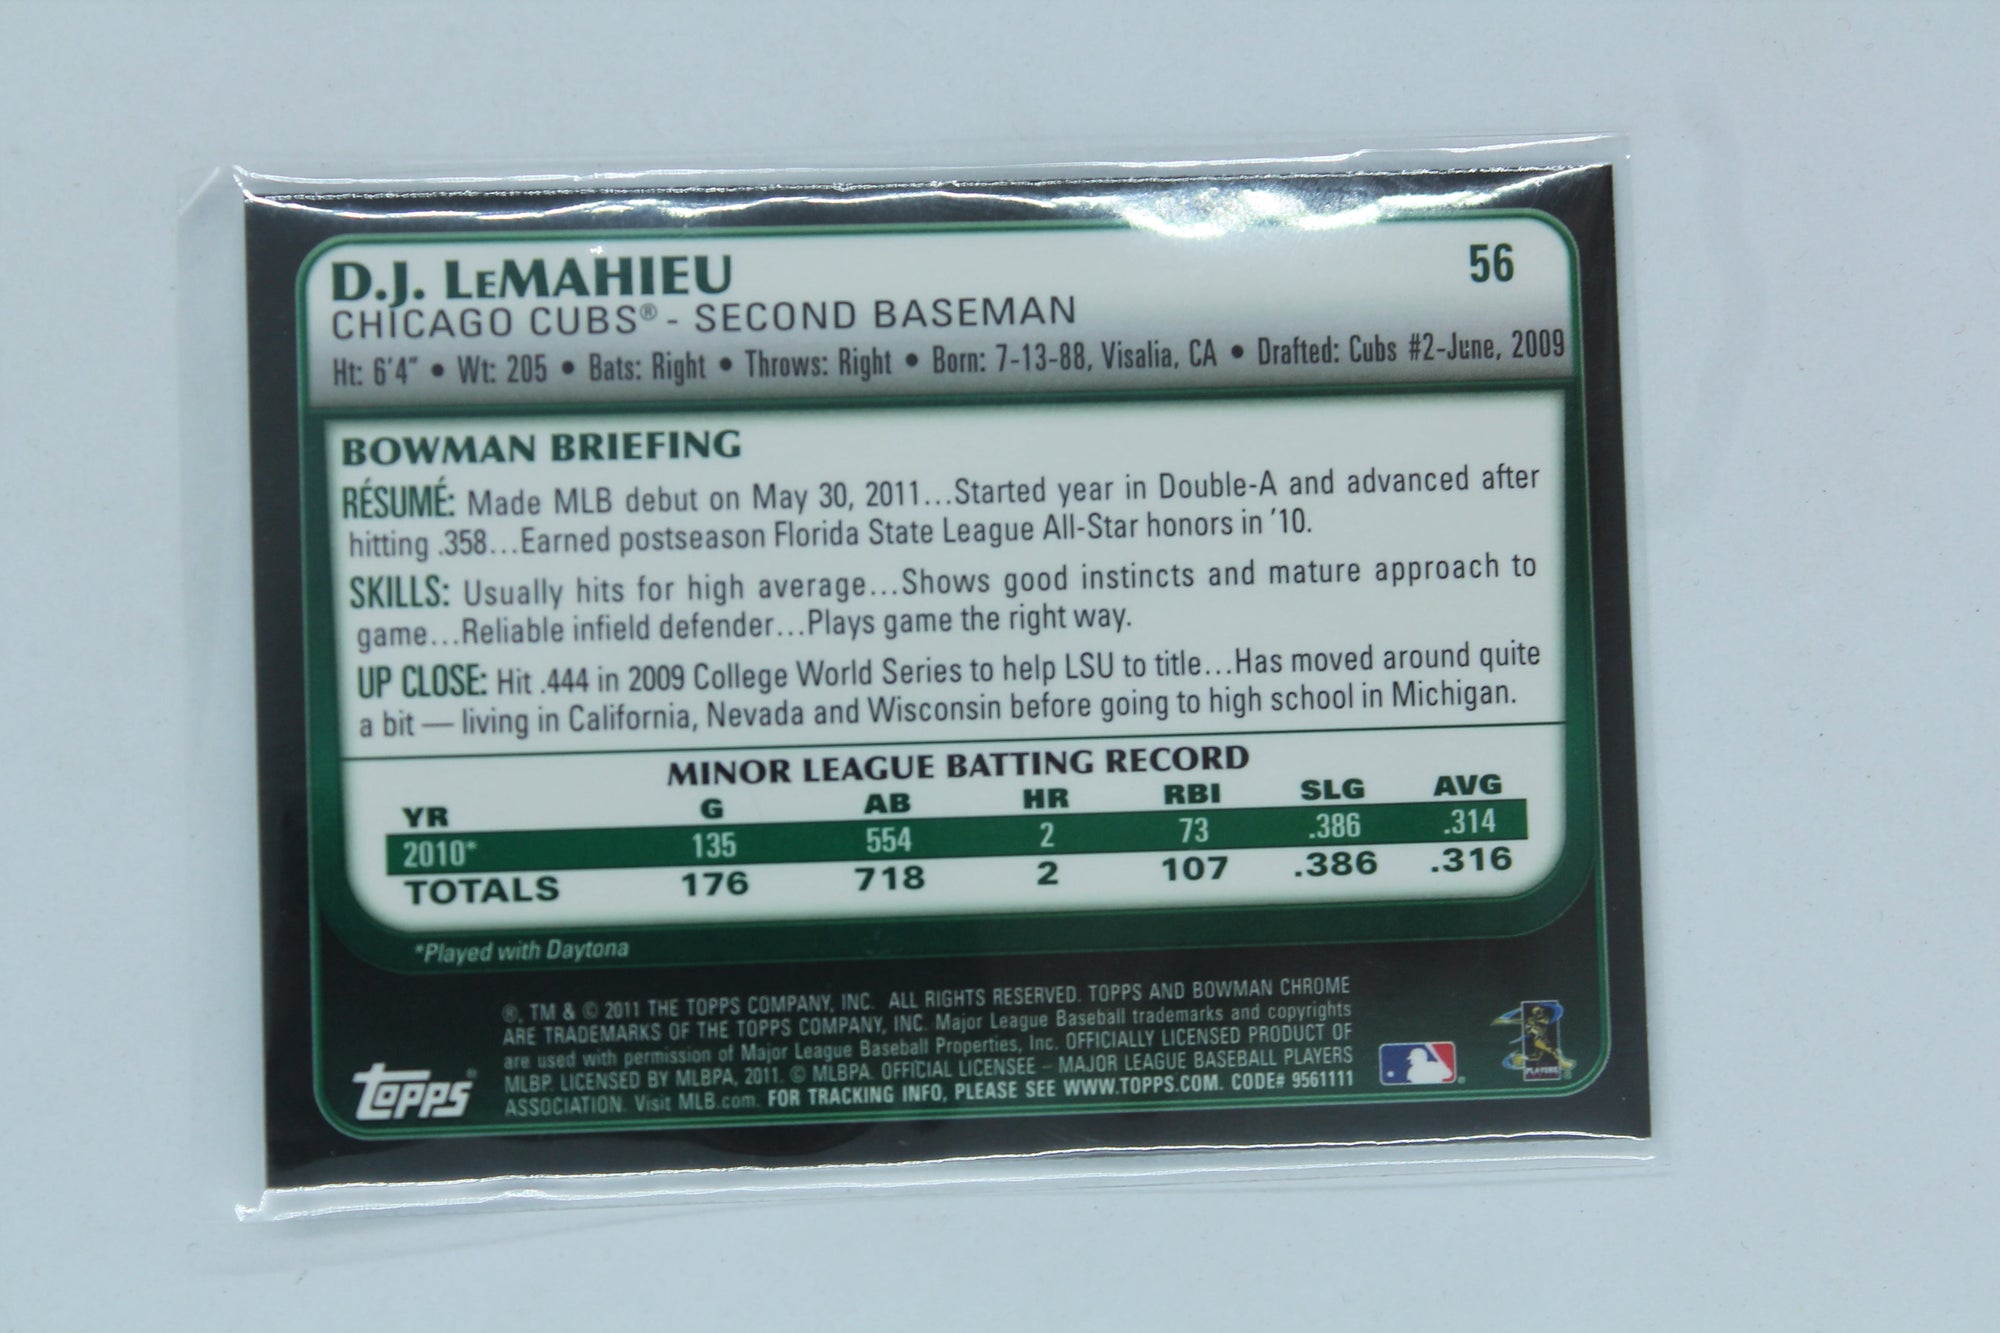 D.J. LeMAHIEU
56
CHICAGO CUBS® - SECOND BASEMAN
Ht: 6'4" • Wt: 205 • Bats: Right • Throws: Right • Born: 7-13-88, Visalia, CA • Drafted: Cubs #2-June, 2009
BOWMAN BRIEFING
RÉSUMÉ: Made MLB debut on May 30, 2011...Started year in Double-A and advanced after
hitting .358...Earned postseason Florida State League All-Star honors in '10.
SKILLS: Usually hits for high average...Shows good instincts and mature approach to
game...Reliable infield defender...Plays game the right way.
UP CLOSE: Hit .444 in 2009 College World Series to help LSU to title...Has moved around quite
a bit — living in California, Nevada and Wisconsin before going to high school in Michigan.
MINOR LEAGUE BATTING RECORD
YR G AB HR RBI SLG AVG
2010* 135 554 2 73 .386 .314
TOTALS 176 718 2 107 .386 .316
*Played with Daytona
®, TM & © 2011 THE TOPPS COMPANY, INC. ALL RIGHTS RESERVED. TOPPS AND BOWMAN CHROME
ARE TRADEMARKS OF THE TOPPS COMPANY, INC. Major League Baseball trademarks and copyrights
are used with permission of Major League Baseball Properties, Inc. OFFICIALLY LICENSED PRODUCT OF
MLBP. LICENSED BY MLBPA, 2011. © MLBPA. OFFICIAL LICENSEE – MAJOR LEAGUE BASEBALL PLAYERS
ASSOCIATION. Visit MLB.com. FOR TRACKING INFO, PLEASE SEE WWW.TOPPS.COM. CODE# 9561111
topps®
PLAYERS